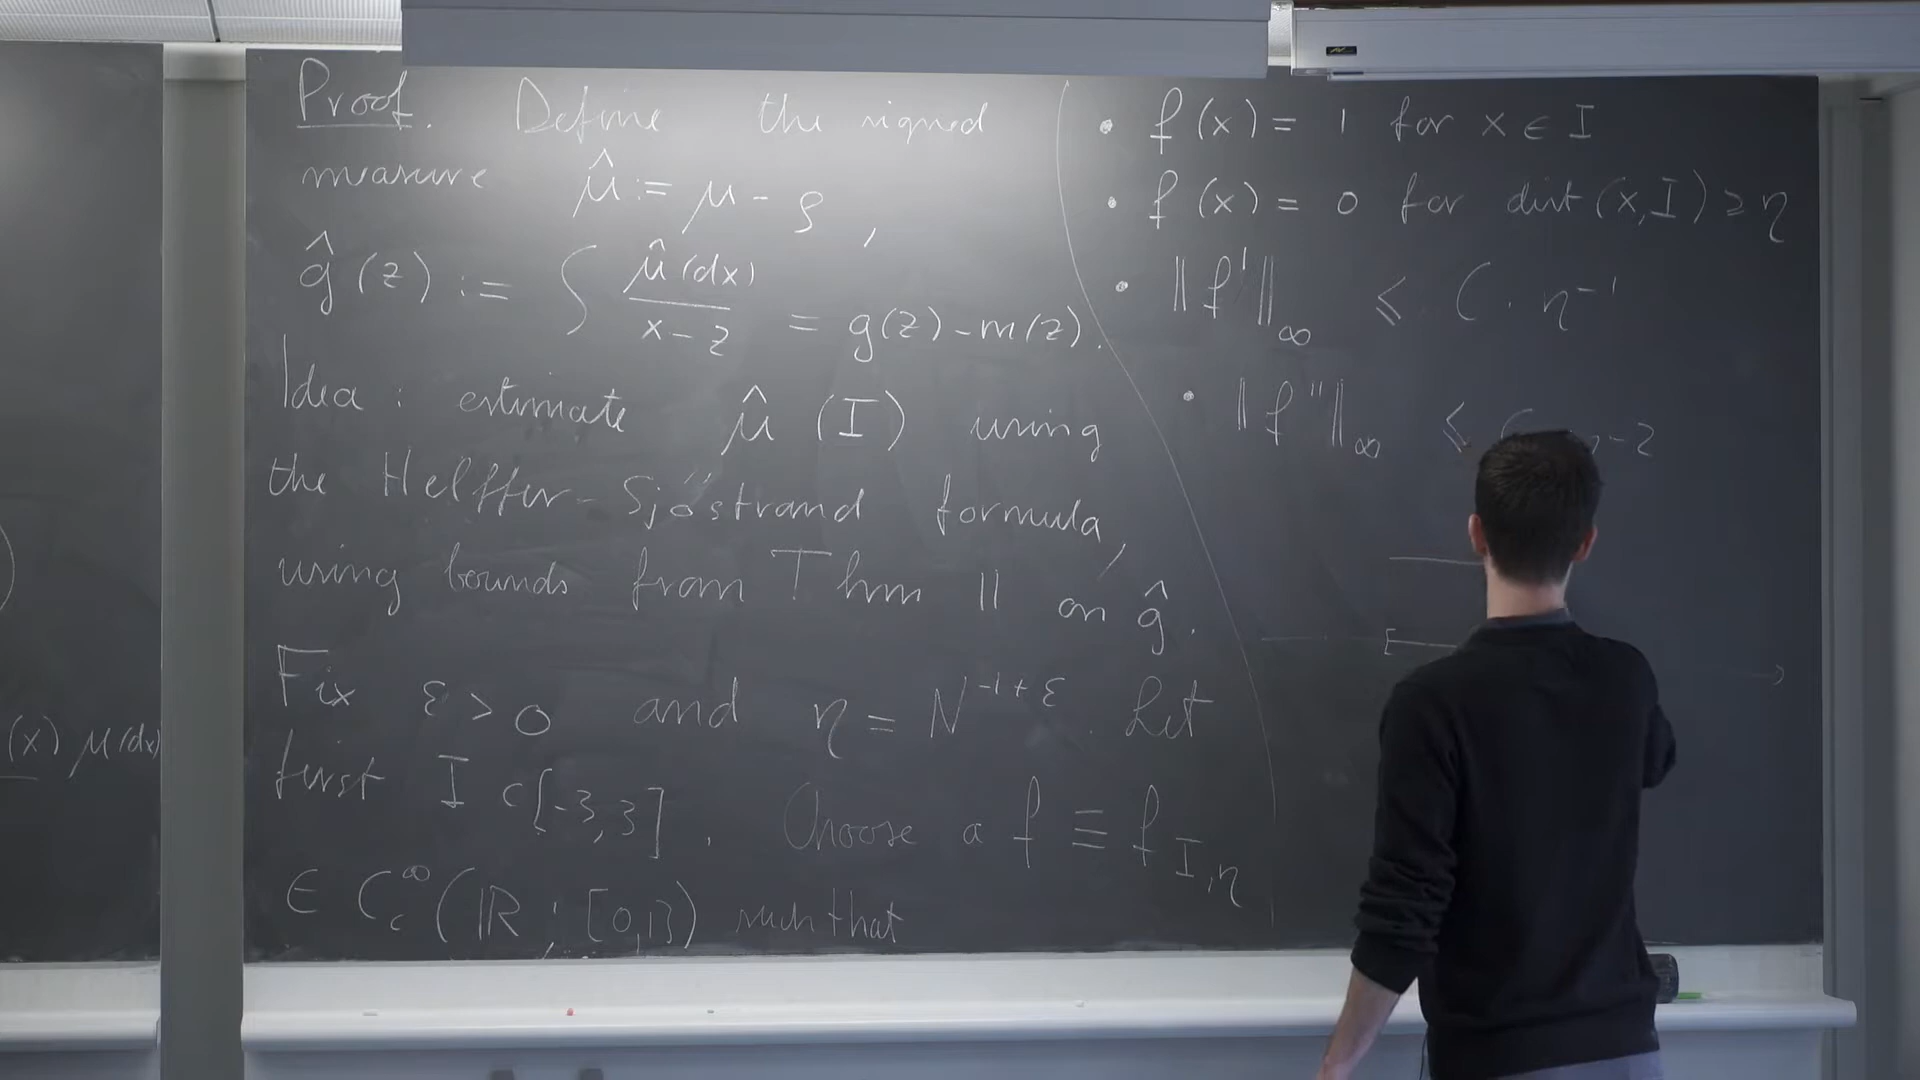 (x) μ(dx)
Proof. Define the signed
measure μ̂ := μ - ρ,
ĝ(z) := ∫ μ̂(dx)/(x-z) = g(z) - m(z).
Idea : estimate μ̂ (I) using
the Helffer-Sjöstrand formula,
using bounds from Thm 11 on ĝ.
Fix ε > 0 and η = N^{-1+ε}. Let
first I ⊂ [-3,3]. Choose a f ≡ f_{I,η}
∈ C_c^∞(ℝ; [0,1]) such that
• f(x) = 1 for x ∈ I
• f(x) = 0 for dist(x,I) ≥ η
• ‖f'‖_∞ ≤ C · η^{-1}
• ‖f''‖_∞ ≤ C -2
[